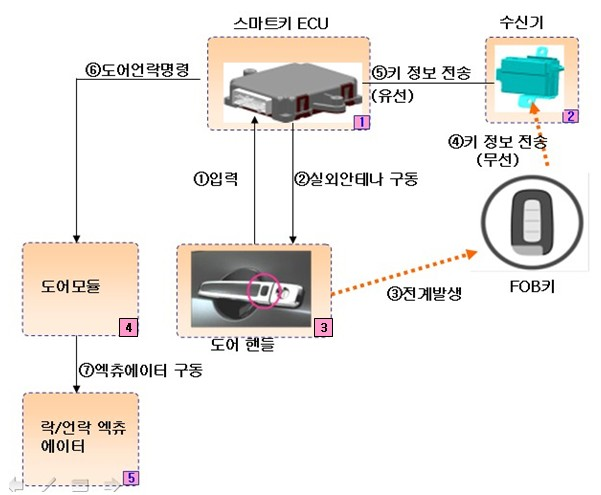 스마트키 ECU
수신기
⑥도어언락명령
⑤키 정보 전송
(유선)
1
2
④키 정보 전송
(무선)
①입력
②실외안테나 구동
도어모듈
③전계발생
FOB키
4
3
도어 핸들
⑦엑츄에이터 구동
락/언락 엑츄
에이터
5